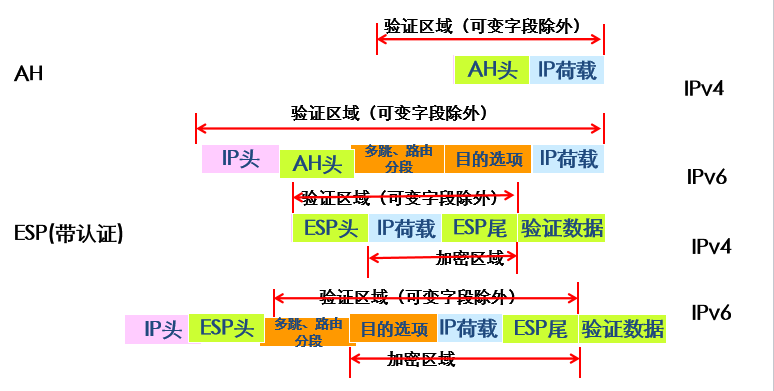 验证区域（可变字段除外）
AH
AH头 IP荷载
IPv4
验证区域（可变字段除外）
IP头 AH头 多跳、路由分段 目的选项 IP荷载
IPv6
验证区域（可变字段除外）
ESP(带认证)
ESP头 IP荷载 ESP尾 验证数据
IPv4
加密区域
验证区域（可变字段除外）
IPv6
IP头 ESP头 多跳、路由分段 目的选项 IP荷载 ESP尾 验证数据
加密区域